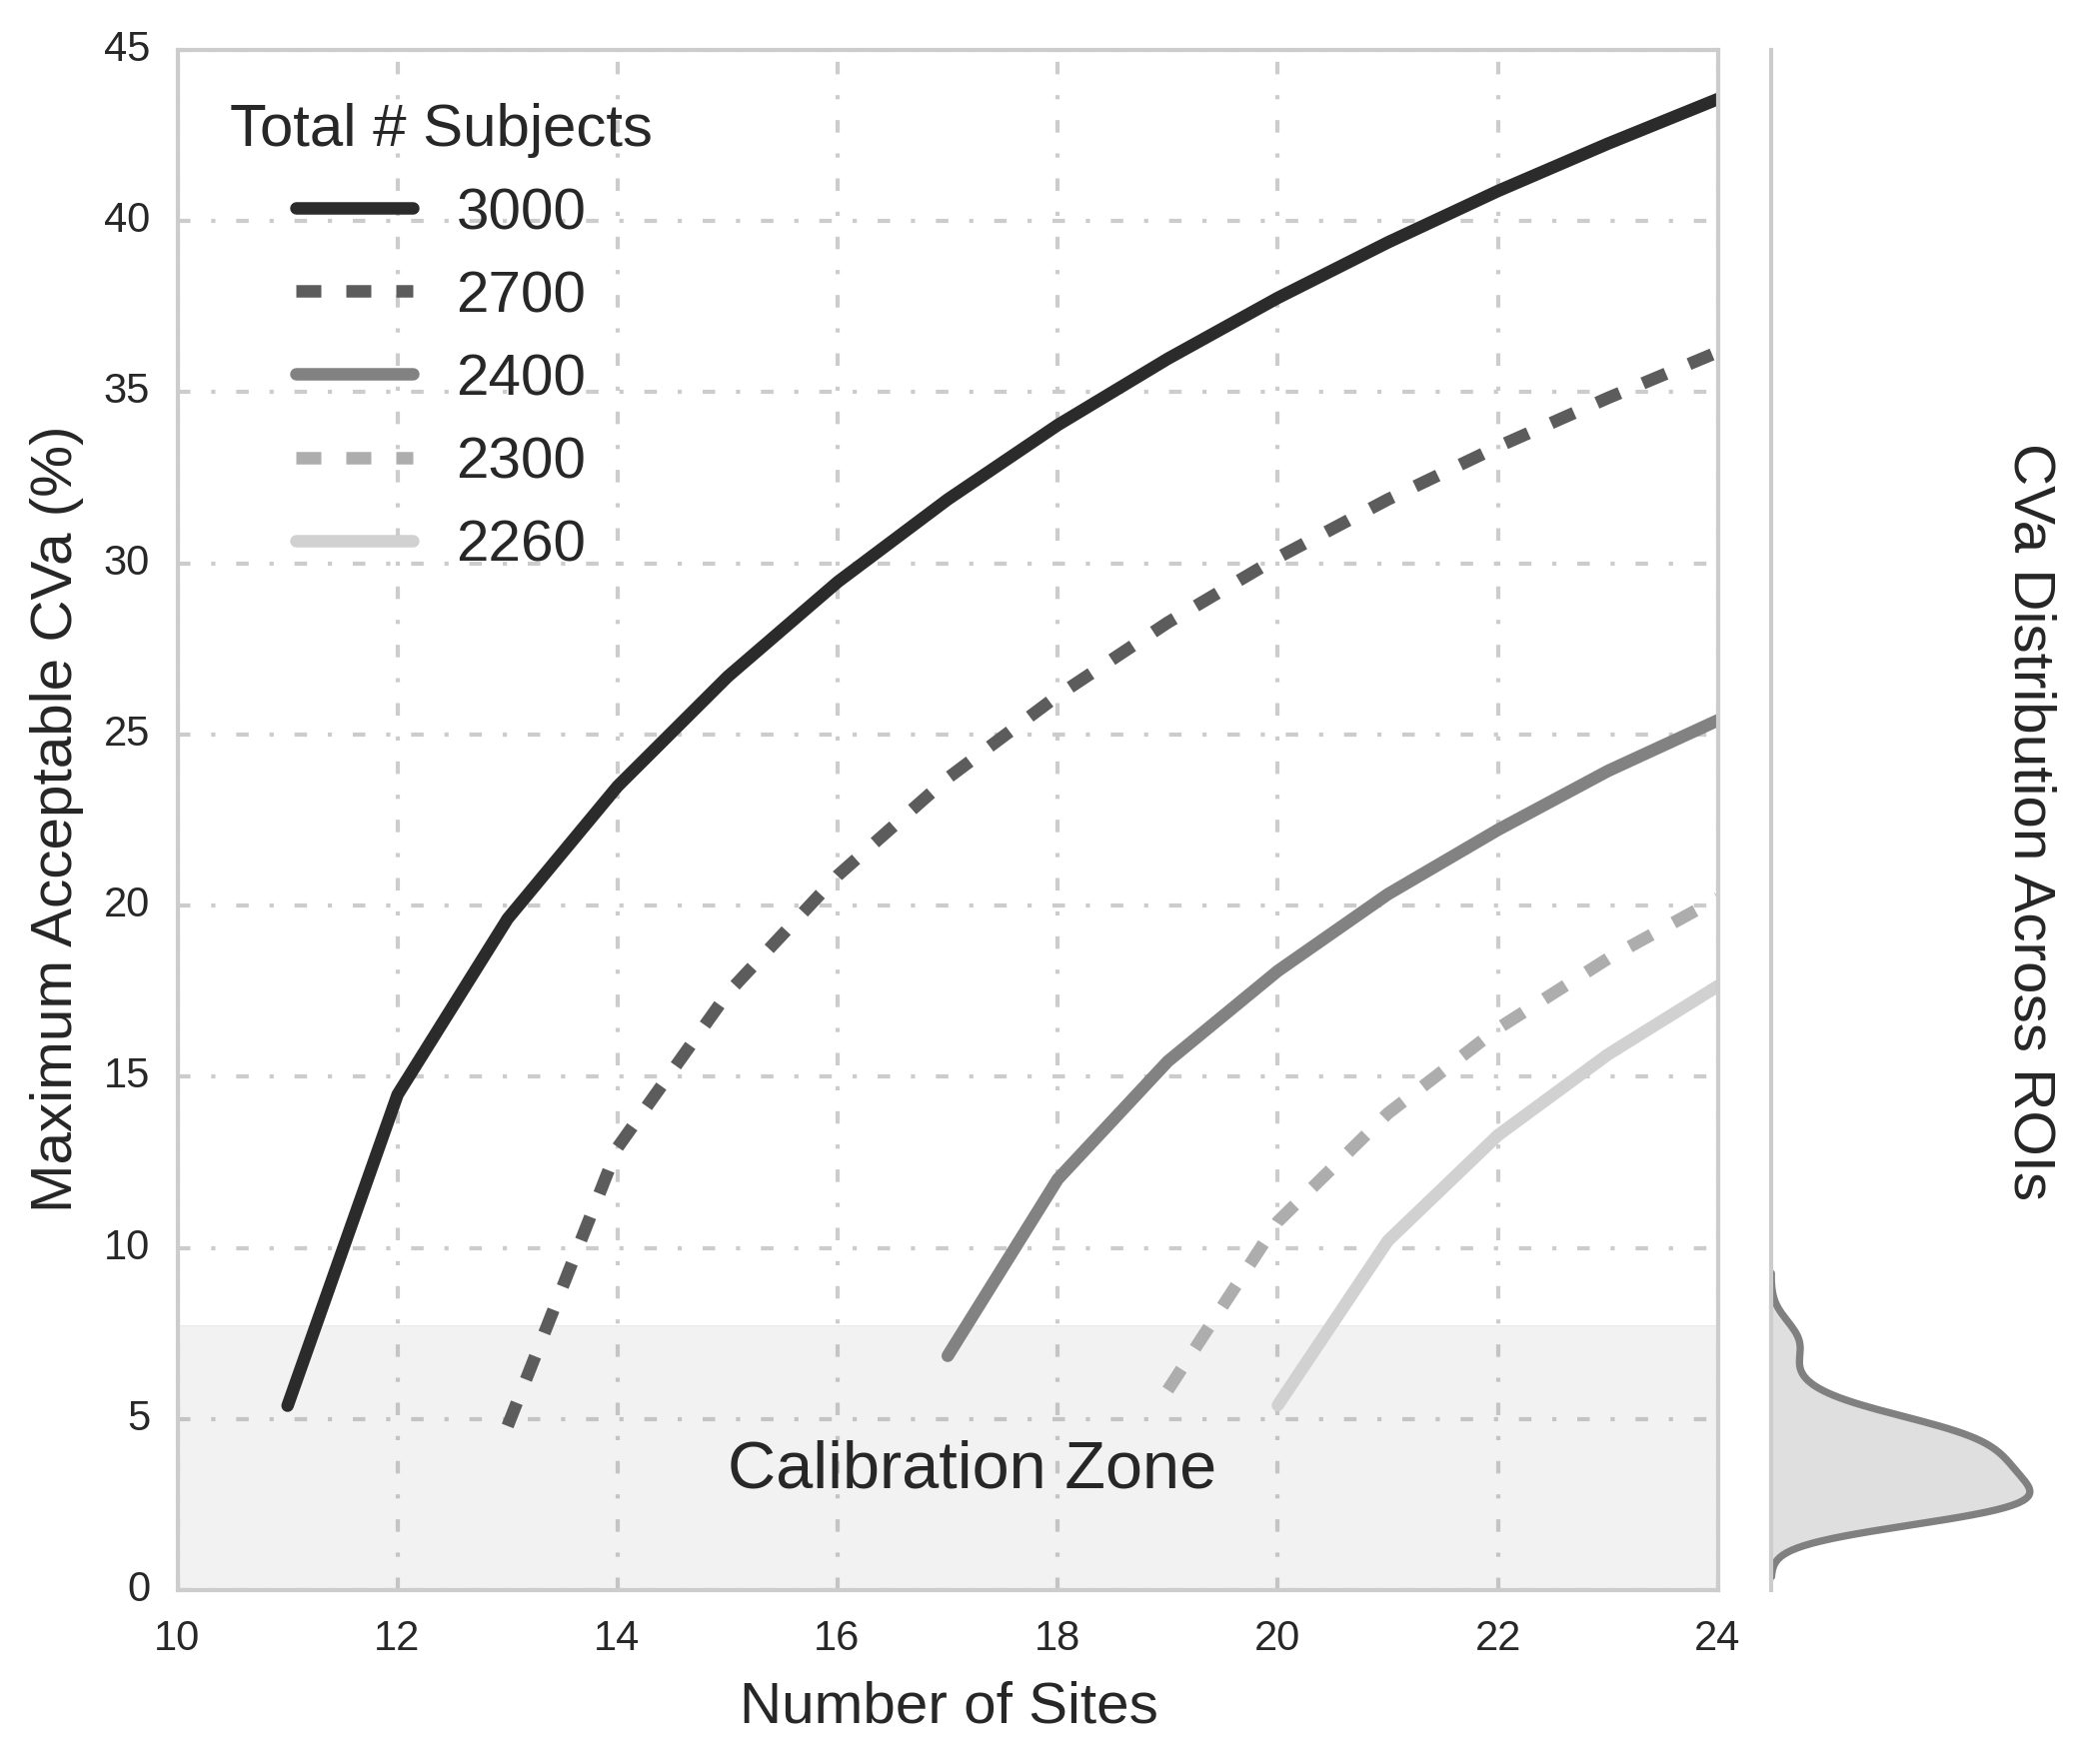 45
40
35
30
25
20
15
10
5
0
Maximum Acceptable CVa (%)
Total # Subjects
3000
2700
2400
2300
2260
Calibration Zone
10 12 14 16 18 20 22 24
Number of Sites
CVa Distribution Across ROIs